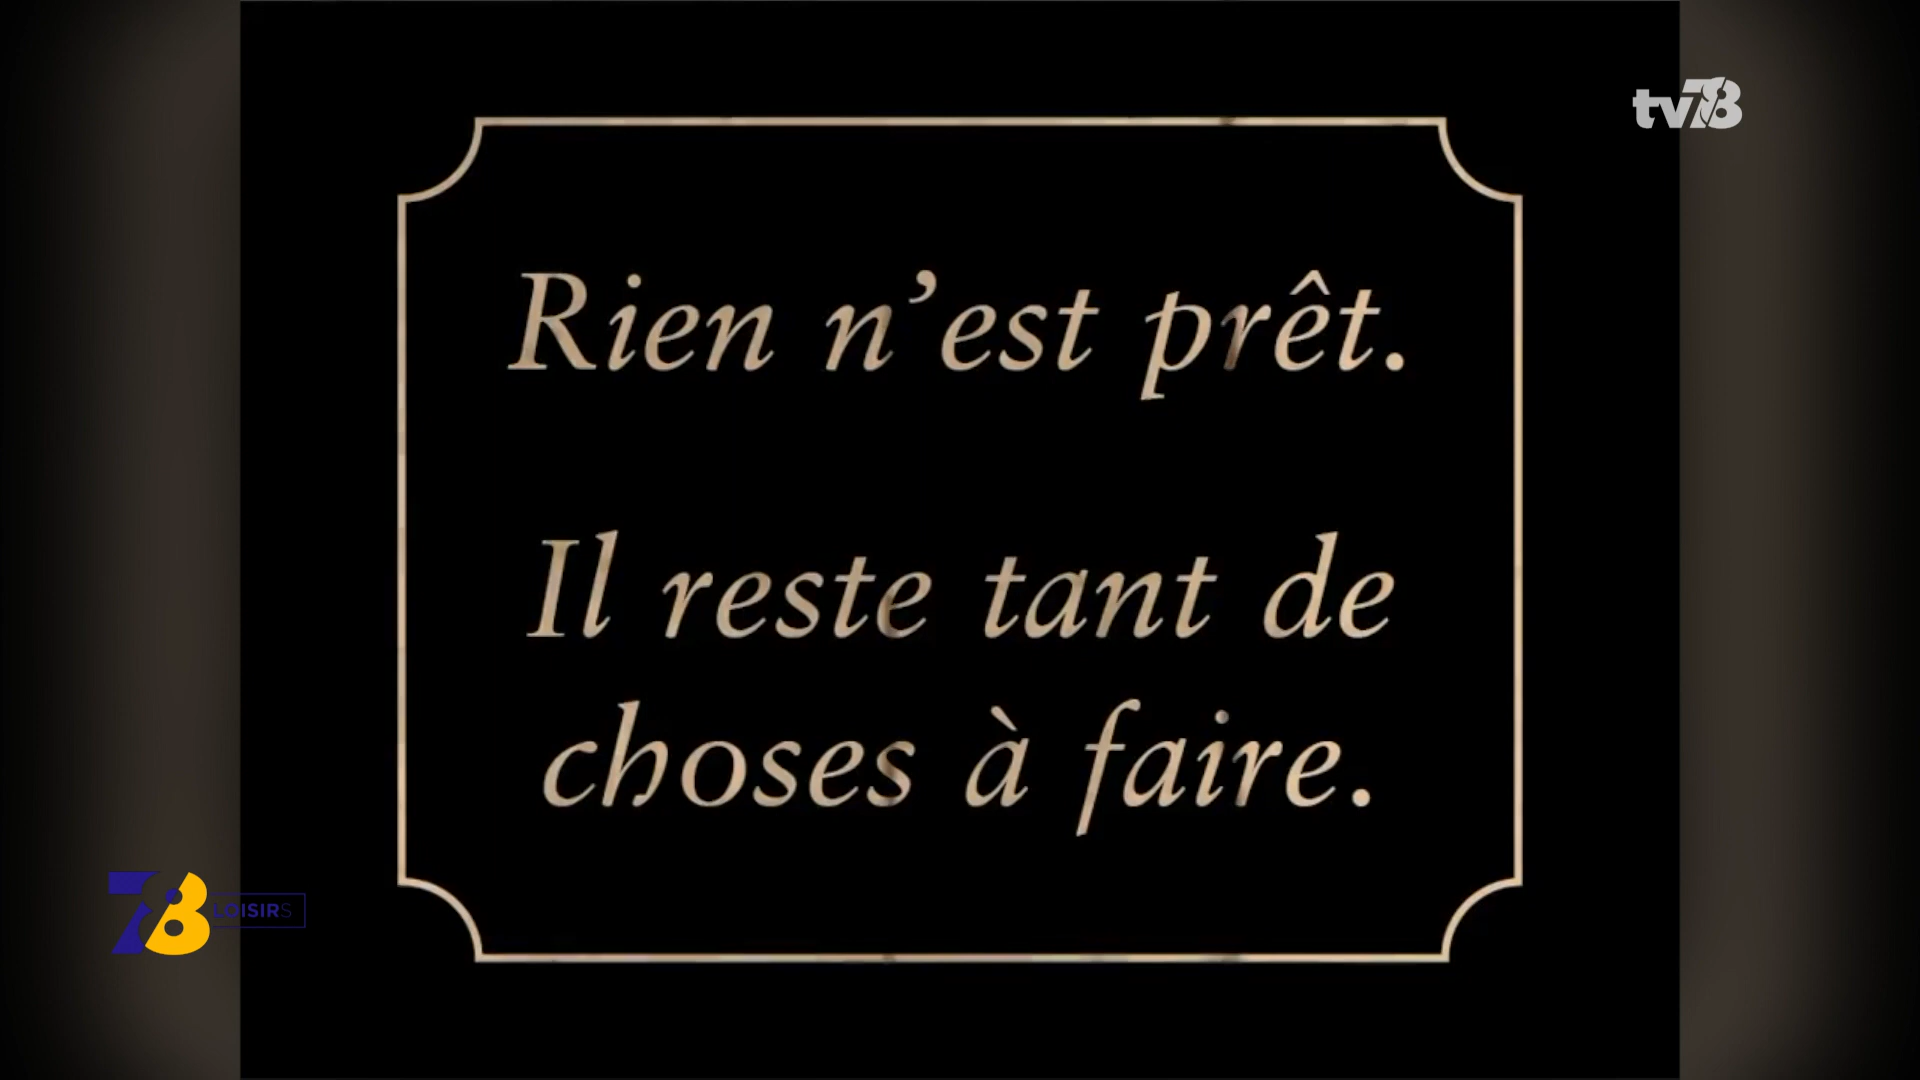 tv78
Rien n’est prêt.
Il reste tant de
choses à faire.
78 LOISIRS